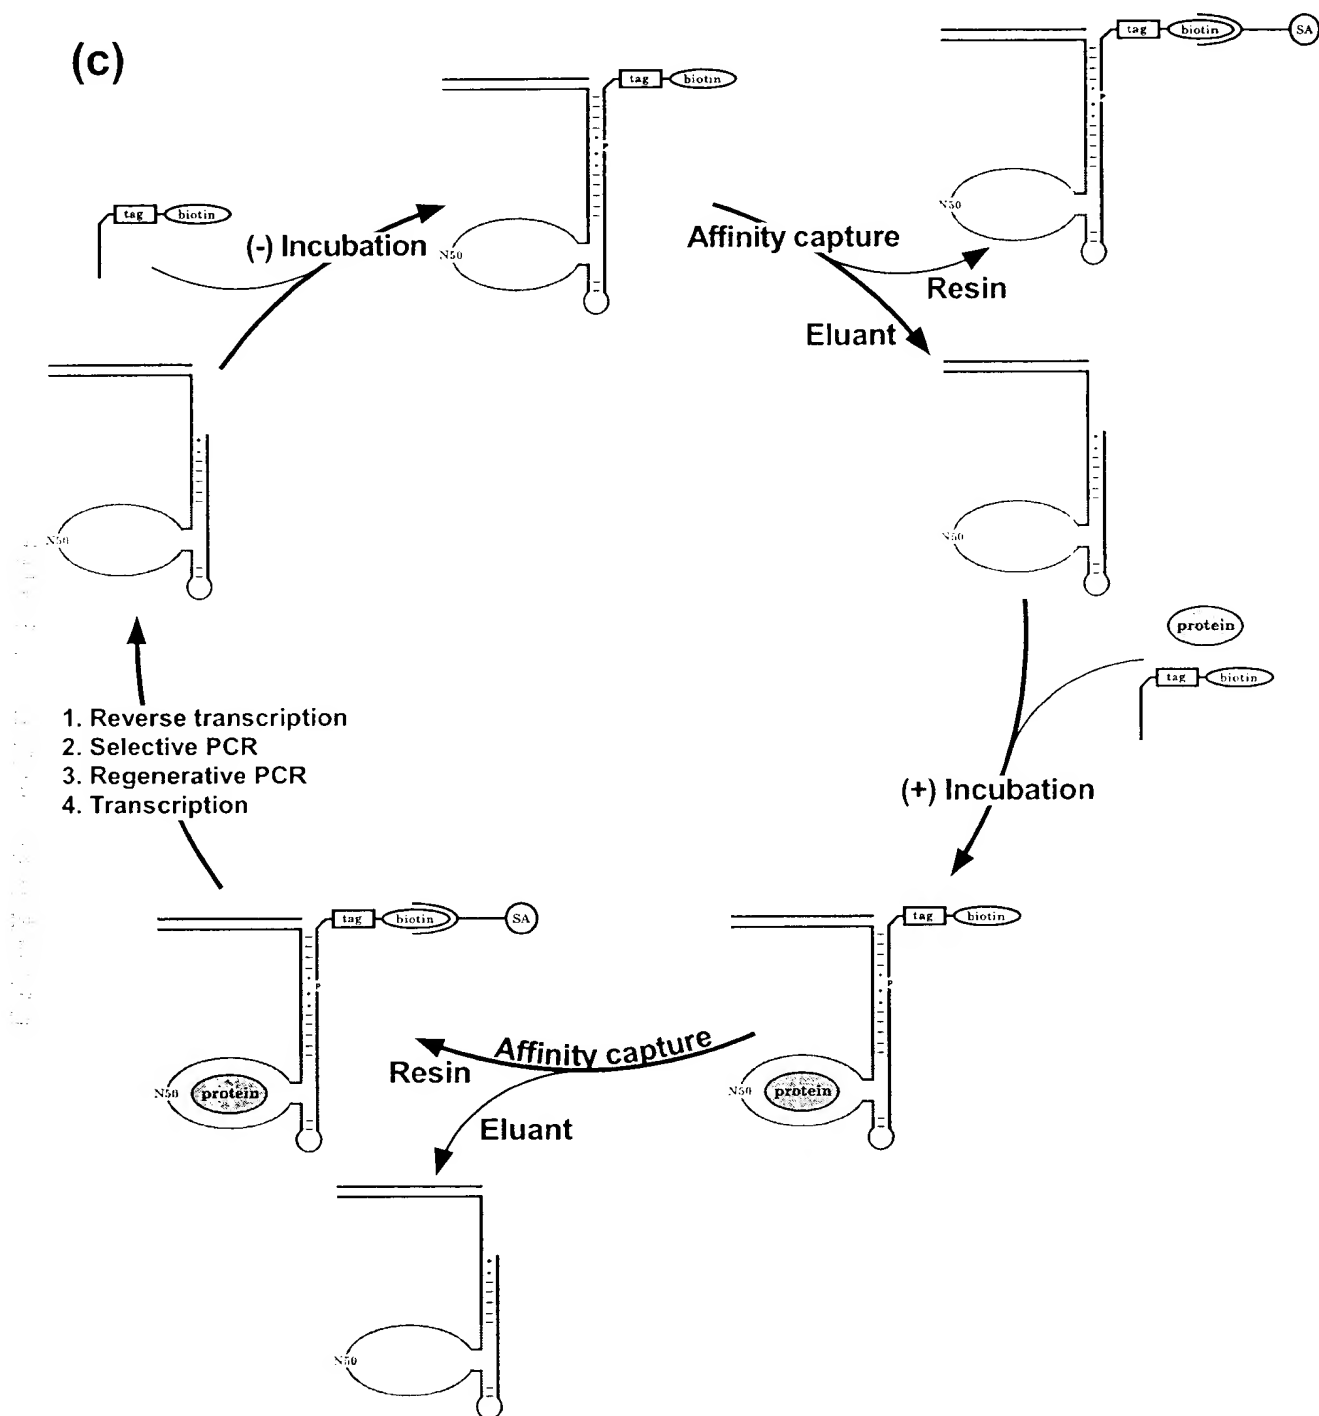 (c)
tag biotin SA
tag biotin
P
P
N50
tag biotin
(-) Incubation
N50
Affinity capture
Resin
Eluant
N50
N50
protein
tag biotin
1. Reverse transcription
2. Selective PCR
3. Regenerative PCR
4. Transcription
(+) Incubation
tag biotin SA
tag biotin
P
P
Affinity capture
Resin
N50 protein
N50 protein
Eluant
N50